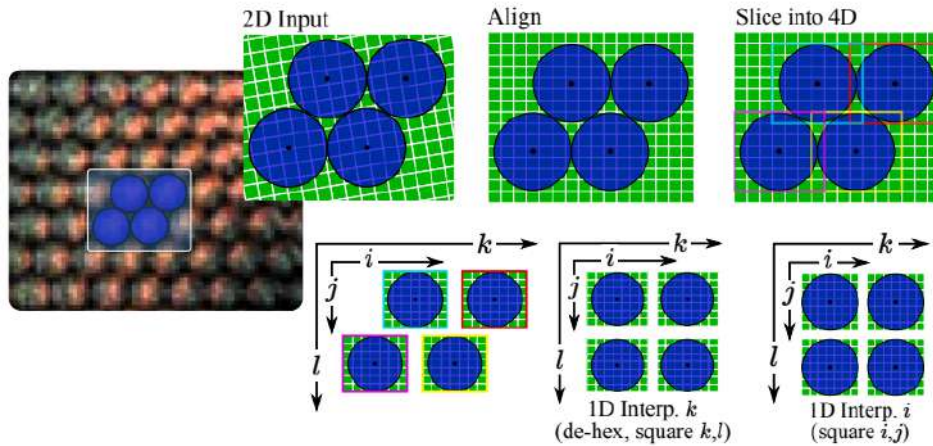 2D Input
Align
Slice into 4D
k
i
j
l
k
i
j
l
1D Interp. k
(de-hex, square k,l)
k
i
j
l
1D Interp. i
(square i,j)